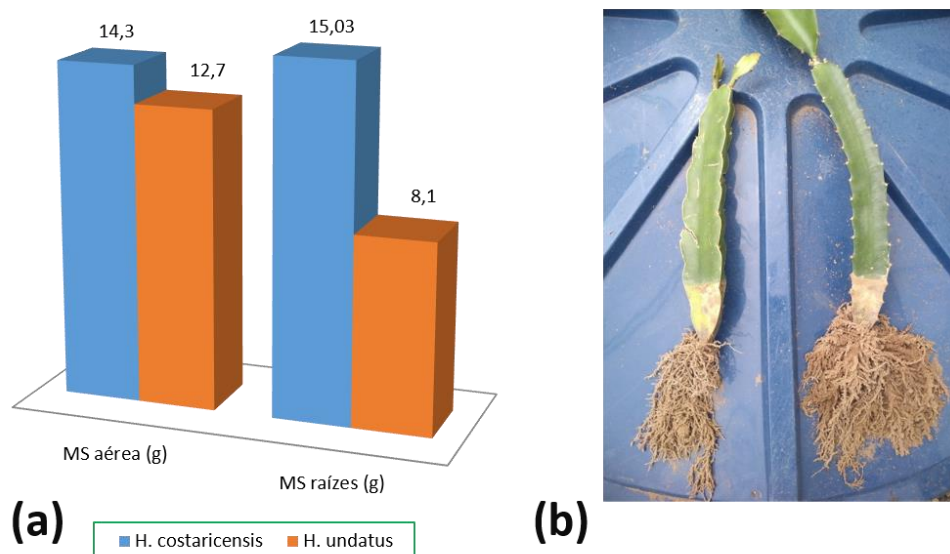 14,3
12,7
15,03
8,1
MS aérea (g)
MS raízes (g)
(a)
H. costaricensis H. undatus
(b)